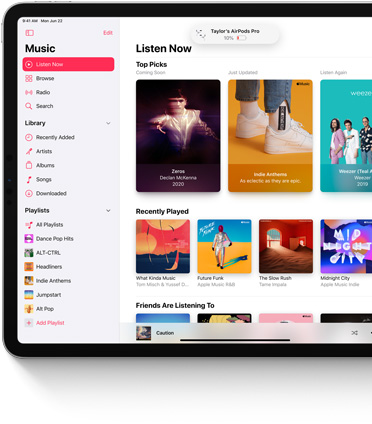 9:41 AM Mon Jun 22
Taylor's AirPods Pro
10%
Edit
Music
Listen Now
Browse
Radio
Search
Library
Recently Added
Artists
Albums
Songs
Downloaded
Playlists
All Playlists
Dance Pop Hits
ALT-CTRL
Headliners
Indie Anthems
Jumpstart
Alt Pop
Add Playlist
Listen Now
Top Picks
Coming Soon
Just Updated
Listen Again
Music
weezer
Zeros
Declan McKenna
2020
Indie Anthems
As eclectic as they are epic.
Weezer (Teal A
Weezer
2019
Recently Played
MIDNIGHT CITY
What Kinda Music
Tom Misch & Yussef D...
Future Funk
Apple Music R&B
The Slow Rush
Tame Impala
Midnight City
Apple Music Indie
Friends Are Listening To
Caution